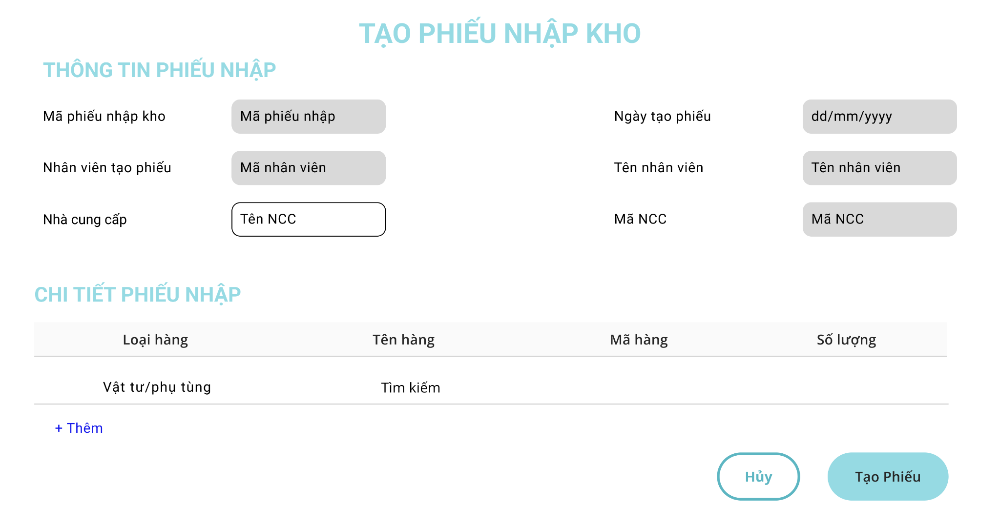 TẠO PHIẾU NHẬP KHO
THÔNG TIN PHIẾU NHẬP
Mã phiếu nhập kho Mã phiếu nhập Ngày tạo phiếu dd/mm/yyyy
Nhân viên tạo phiếu Mã nhân viên Tên nhân viên Tên nhân viên
Nhà cung cấp Tên NCC Mã NCC Mã NCC
CHI TIẾT PHIẾU NHẬP
Loại hàng Tên hàng Mã hàng Số lượng
Vật tư/phụ tùng Tìm kiếm
+ Thêm
Hủy Tạo Phiếu